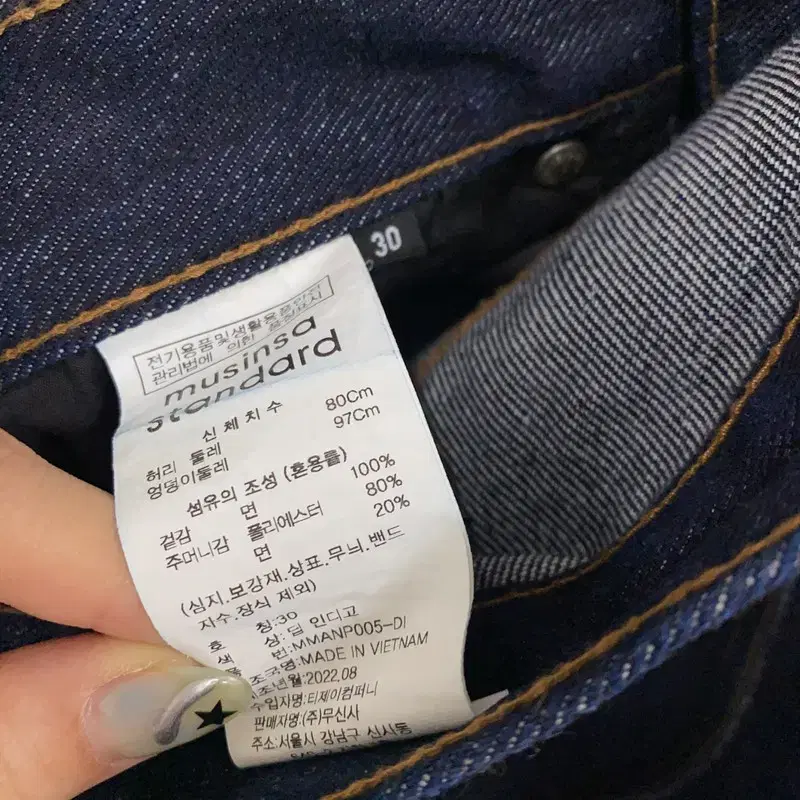 30
전기용품및생활용품안전
관리법에 의한 품질표시
musinsa
standard
신체치수
허리 둘레 80Cm
엉덩이둘레 97Cm
섬유의 조성 (혼용률)
겉감 면 100%
주머니감 폴리에스터 80%
면 20%
(심지.보강재.상표.무늬.밴드
지수.장식 제외)
호 칭:30
색 상:딥 인디고
번:MMANP005-DI
조국명:MADE IN VIETNAM
조년월:2022.08
수입자명:티제이컴퍼니
판매자명:(주)무신사
주소:서울시 강남구 신사동